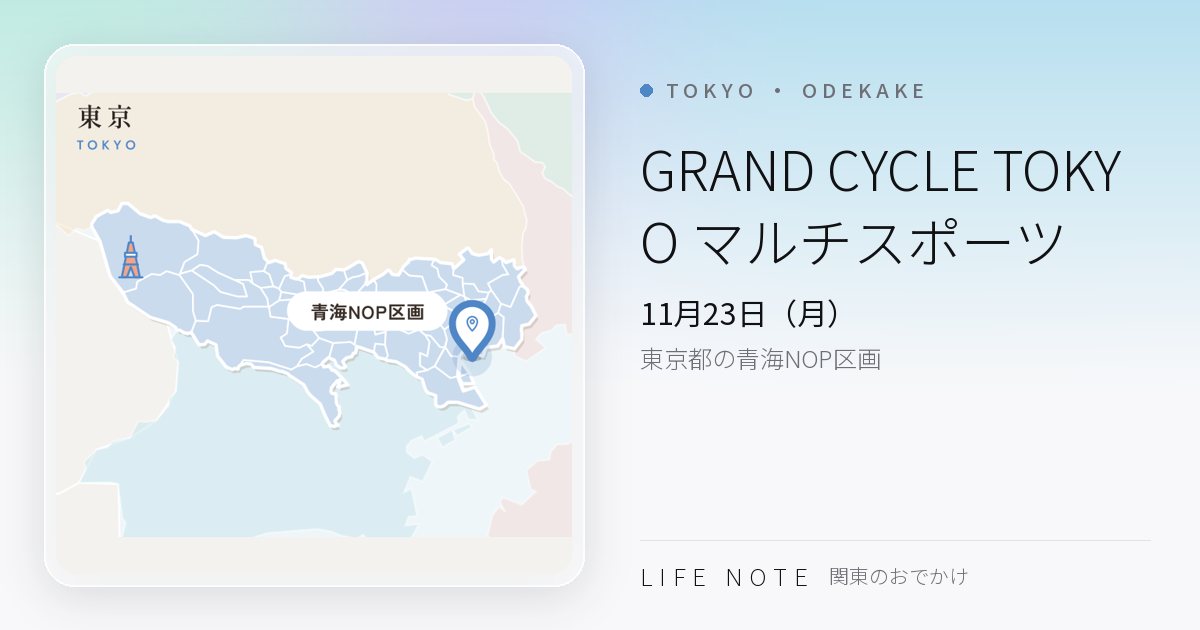 東京
TOKYO
青海NOP区画
TOKYO • ODEKAKE
GRAND CYCLE TOKY
O マルチスポーツ
11月23日（月）
東京都の青海NOP区画
LIFE NOTE 関東のおでかけ